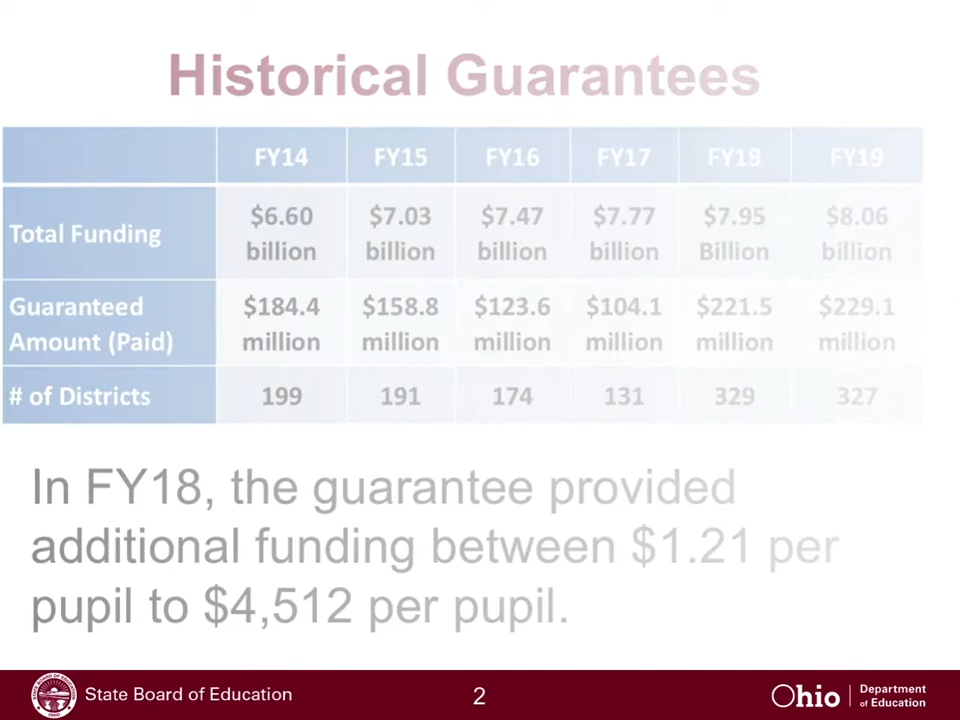 Historical Guarantees
FY14 FY15 FY16 FY17 FY18 FY19
Total Funding $6.60 billion $7.03 billion $7.47 billion $7.77 billion $7.95 Billion $8.06 billion
Guaranteed Amount (Paid) $184.4 million $158.8 million $123.6 million $104.1 million $221.5 million $229.1 million
# of Districts 199 191 174 131 329 327
In FY18, the guarantee provided
additional funding between $1.21 per
pupil to $4,512 per pupil.
State Board of Education
2
Ohio
Department
of Education